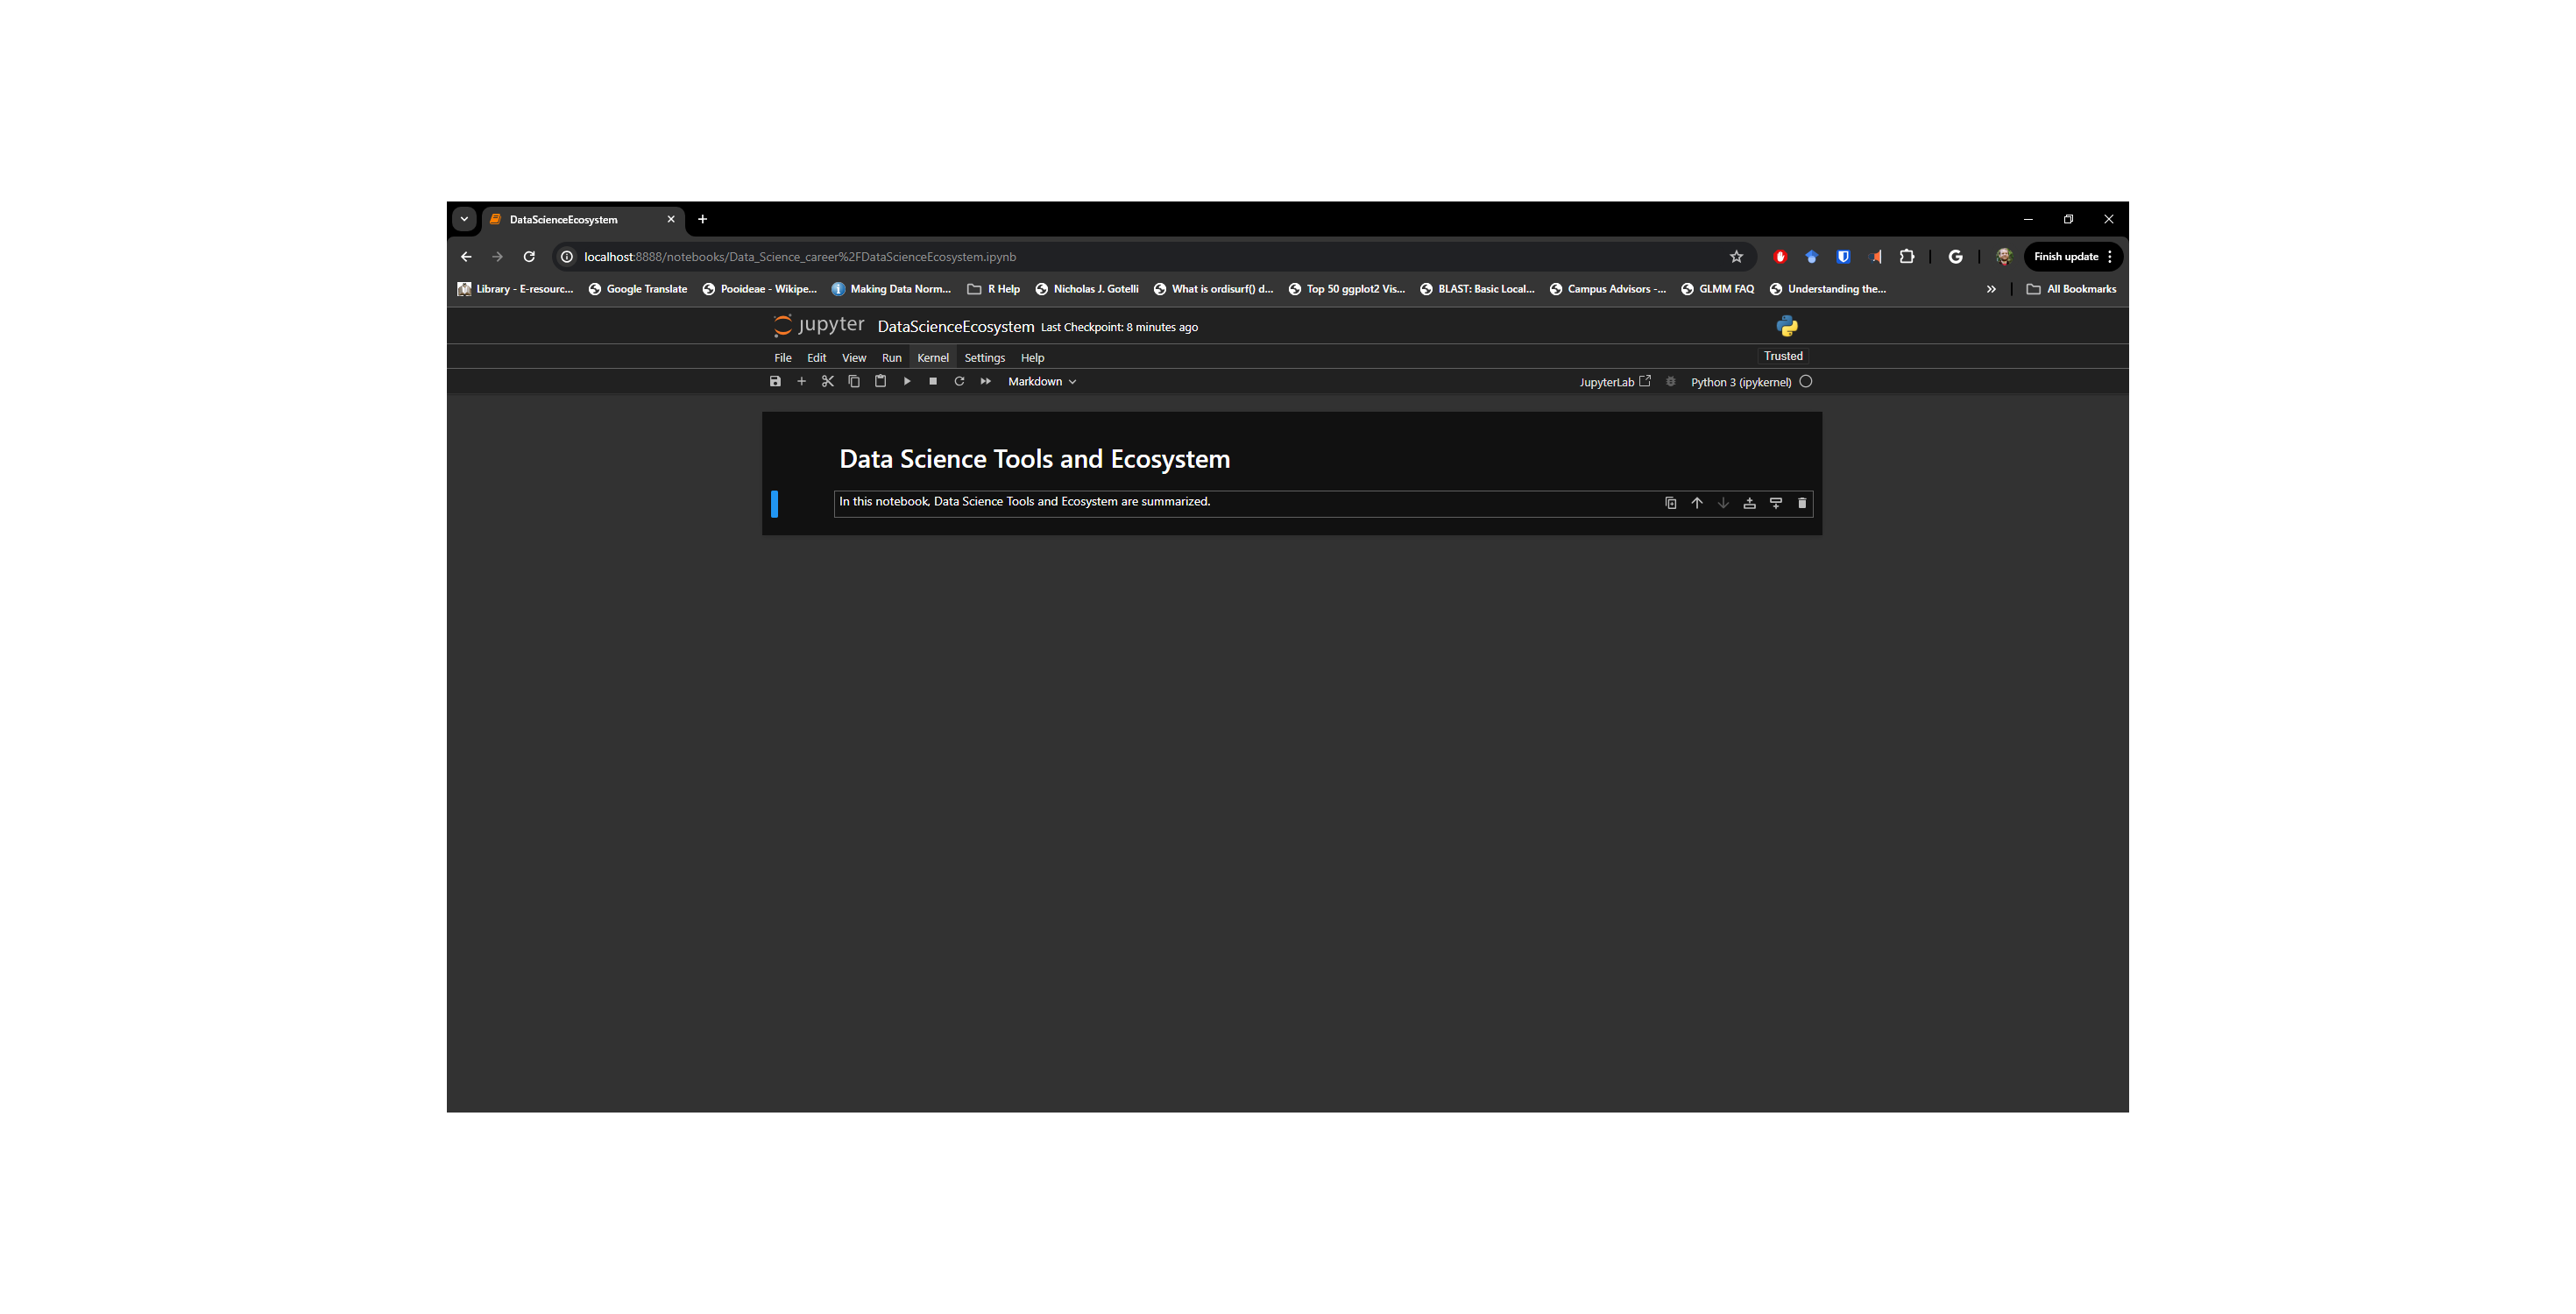 DataScienceEcosystem
localhost:8888/notebooks/Data_Science_career%2FDataScienceEcosystem.ipynb
Finish update
Library - E-resourc... Google Translate Pooideae - Wikipe... Making Data Norm... R Help Nicholas J. Gotelli What is ordisurf() d... Top 50 ggplot2 Vis... BLAST: Basic Local... Campus Advisors -... GLMM FAQ Understanding the... » All Bookmarks
jupyter DataScienceEcosystem Last Checkpoint: 8 minutes ago
File Edit View Run Kernel Settings Help Trusted
Markdown JupyterLab Python 3 (ipykernel)
Data Science Tools and Ecosystem
In this notebook, Data Science Tools and Ecosystem are summarized.